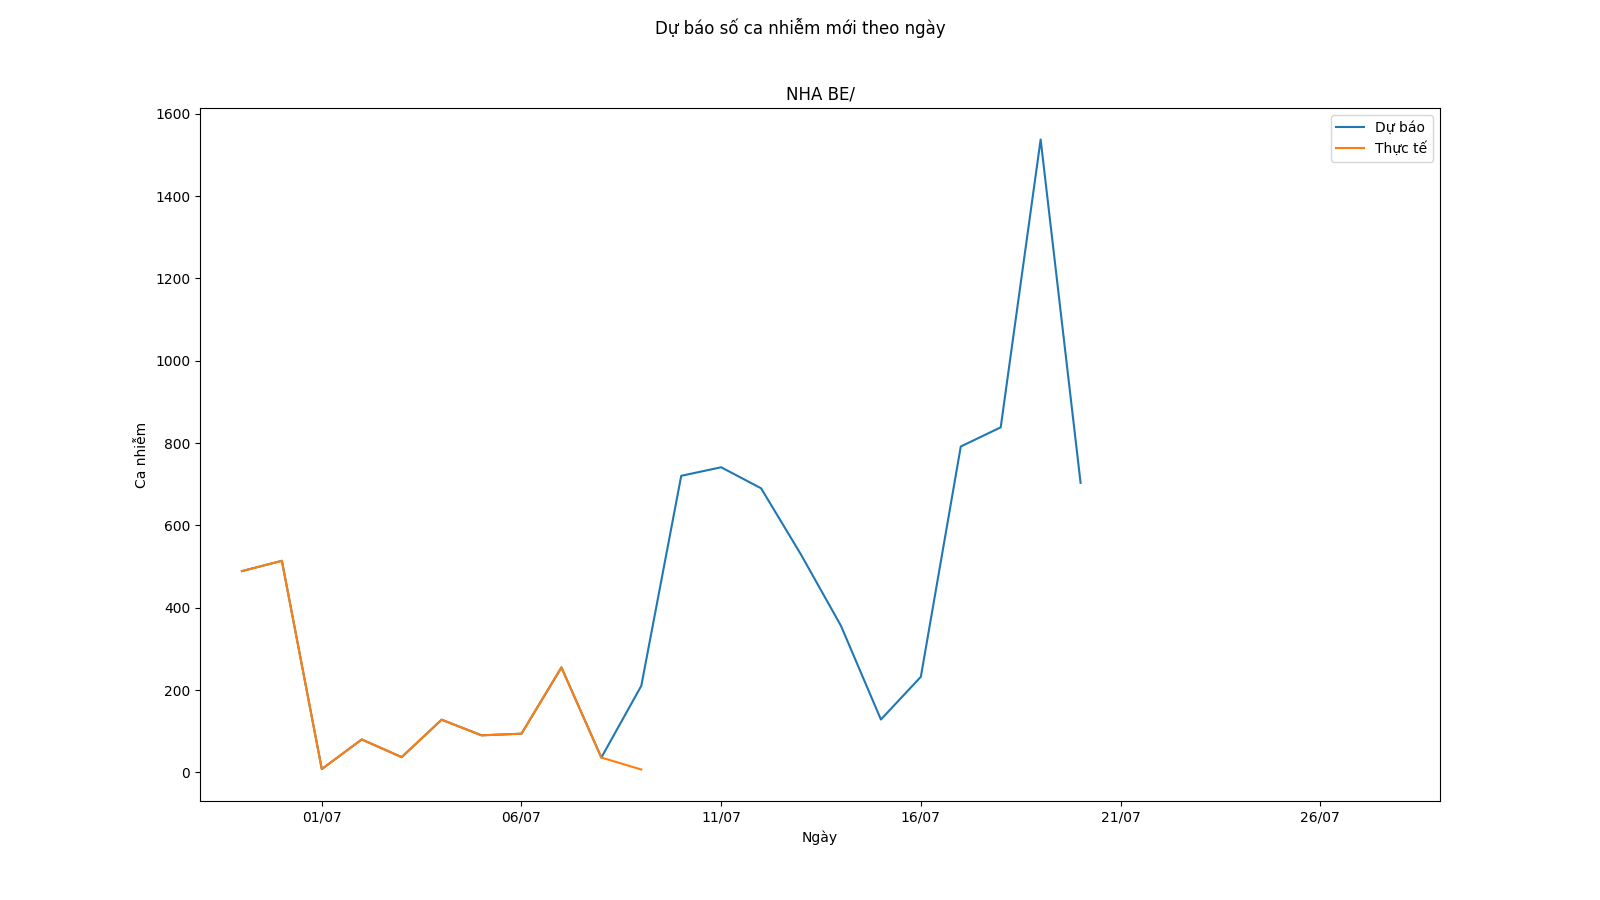 Dự báo số ca nhiễm mới theo ngày
NHA BE/
1600
1400
1200
1000
800
600
400
200
0
Ca nhiễm
Dự báo
Thực tế
01/07 06/07 11/07 16/07 21/07 26/07
Ngày